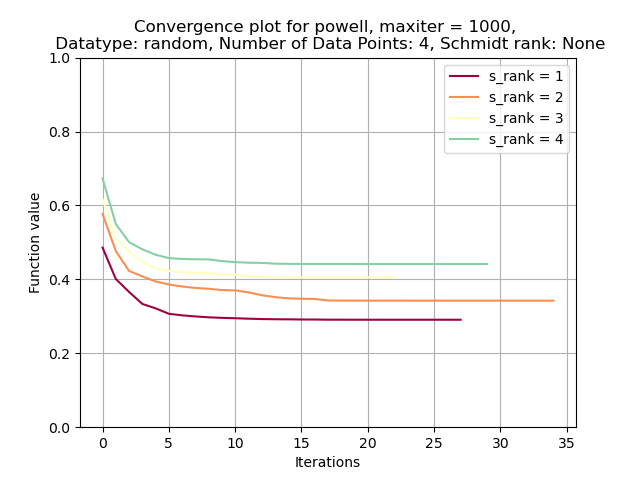 Convergence plot for powell, maxiter = 1000,
Datatype: random, Number of Data Points: 4, Schmidt rank: None
1.0
0.8
0.6
0.4
0.2
0.0
Function value
s_rank = 1
s_rank = 2
s_rank = 3
s_rank = 4
0
5
10
15
20
25
30
35
Iterations